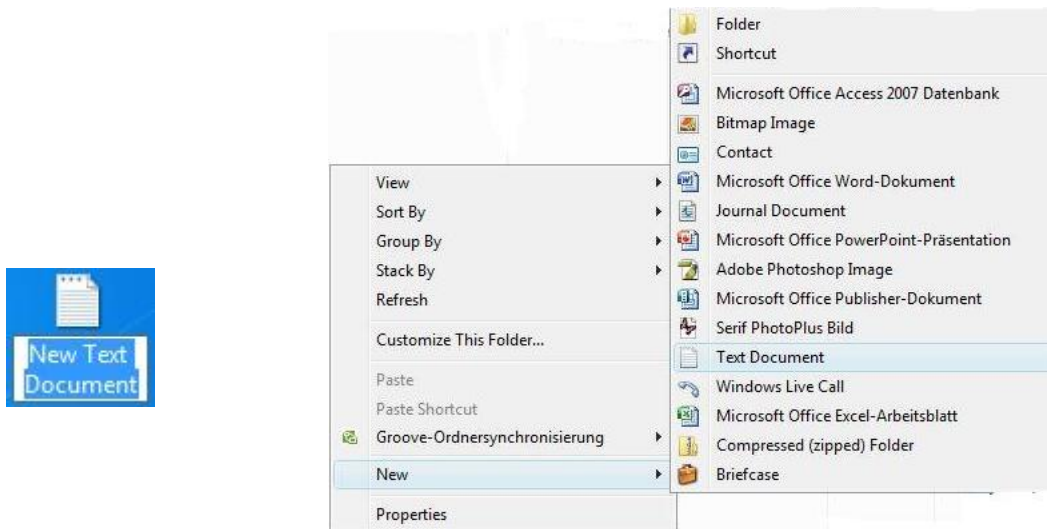 New Text
Document
View
Sort By
Group By
Stack By
Refresh
Customize This Folder...
Paste
Paste Shortcut
Groove-Ordnersynchronisierung
New
Properties
Folder
Shortcut
Microsoft Office Access 2007 Datenbank
Bitmap Image
Contact
Microsoft Office Word-Dokument
Journal Document
Microsoft Office PowerPoint-Präsentation
Adobe Photoshop Image
Microsoft Office Publisher-Dokument
Serif PhotoPlus Bild
Text Document
Windows Live Call
Microsoft Office Excel-Arbeitsblatt
Compressed (zipped) Folder
Briefcase